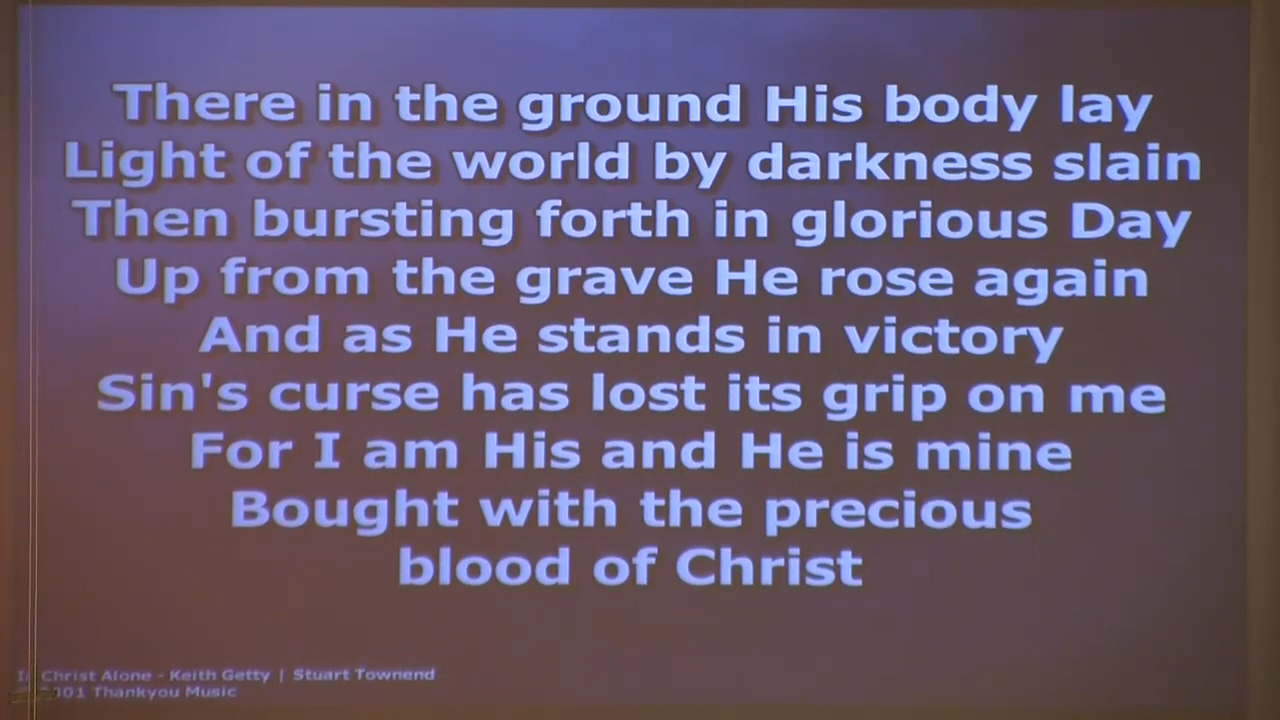 There in the ground His body lay
Light of the world by darkness slain
Then bursting forth in glorious Day
Up from the grave He rose again
And as He stands in victory
Sin's curse has lost its grip on me
For I am His and He is mine
Bought with the precious
blood of Christ
In Christ Alone - Keith Getty | Stuart Townend
2001 Thankyou Music